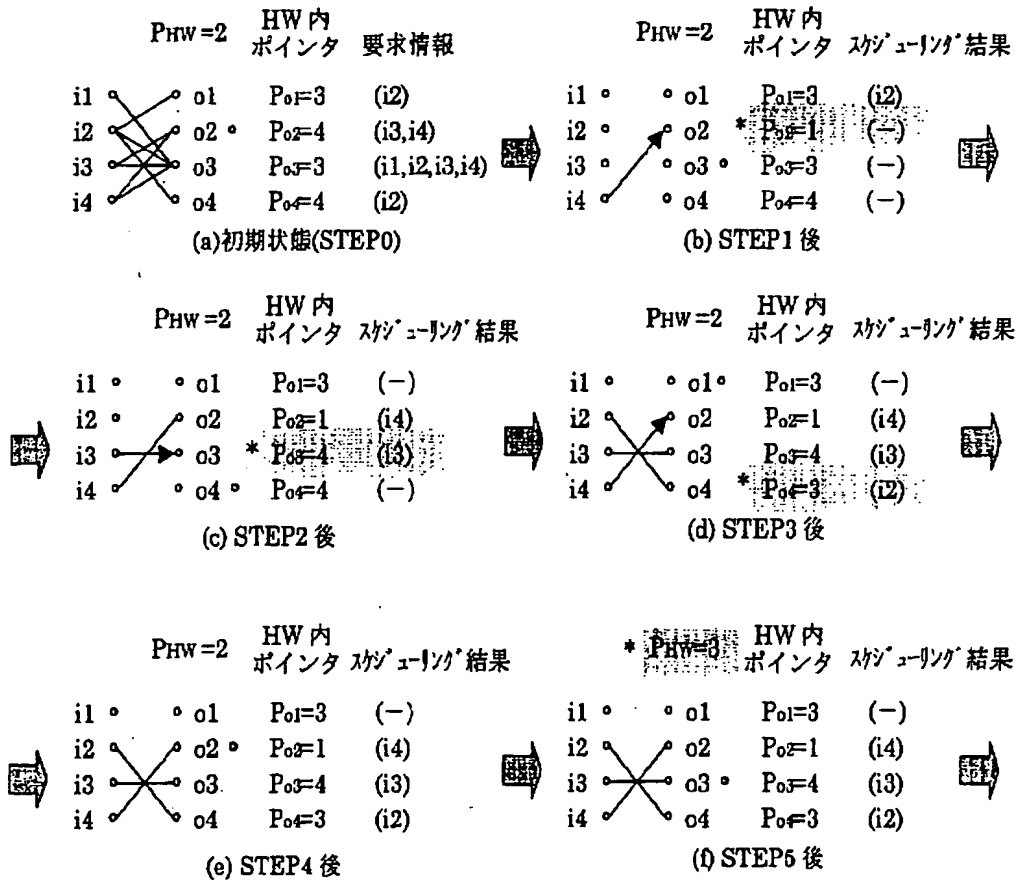 PHW=2 HW内ポインタ 要求情報
i1 o1 Po1=3 (i2)
i2 o2 Po2=4 (i3,i4)
i3 o3 Po3=3 (i1,i2,i3,i4)
i4 o4 Po4=4 (i2)
(a)初期状態(STEP0)
PHW=2 HW内ポインタ スケジューリング結果
i1 o1 Po1=3 (i2)
i2 o2 * Po2=1 (−)
i3 o3 Po3=3 (−)
i4 o4 Po4=4 (−)
(b) STEP1後
PHW=2 HW内ポインタ スケジューリング結果
i1 o1 Po1=3 (−)
i2 o2 Po2=1 (i4)
i3 o3 * Po3=4 (i3)
i4 o4 Po4=4 (−)
(c) STEP2後
PHW=2 HW内ポインタ スケジューリング結果
i1 o1 Po1=3 (−)
i2 o2 Po2=1 (i4)
i3 o3 Po3=4 (i3)
i4 o4 * Po4=3 (i2)
(d) STEP3後
PHW=2 HW内ポインタ スケジューリング結果
i1 o1 Po1=3 (−)
i2 o2 Po2=1 (i4)
i3 o3 Po3=4 (i3)
i4 o4 Po4=3 (i2)
(e) STEP4後
* PHW=3 HW内ポインタ スケジューリング結果
i1 o1 Po1=3 (−)
i2 o2 Po2=1 (i4)
i3 o3 Po3=4 (i3)
i4 o4 Po4=3 (i2)
(f) STEP5後